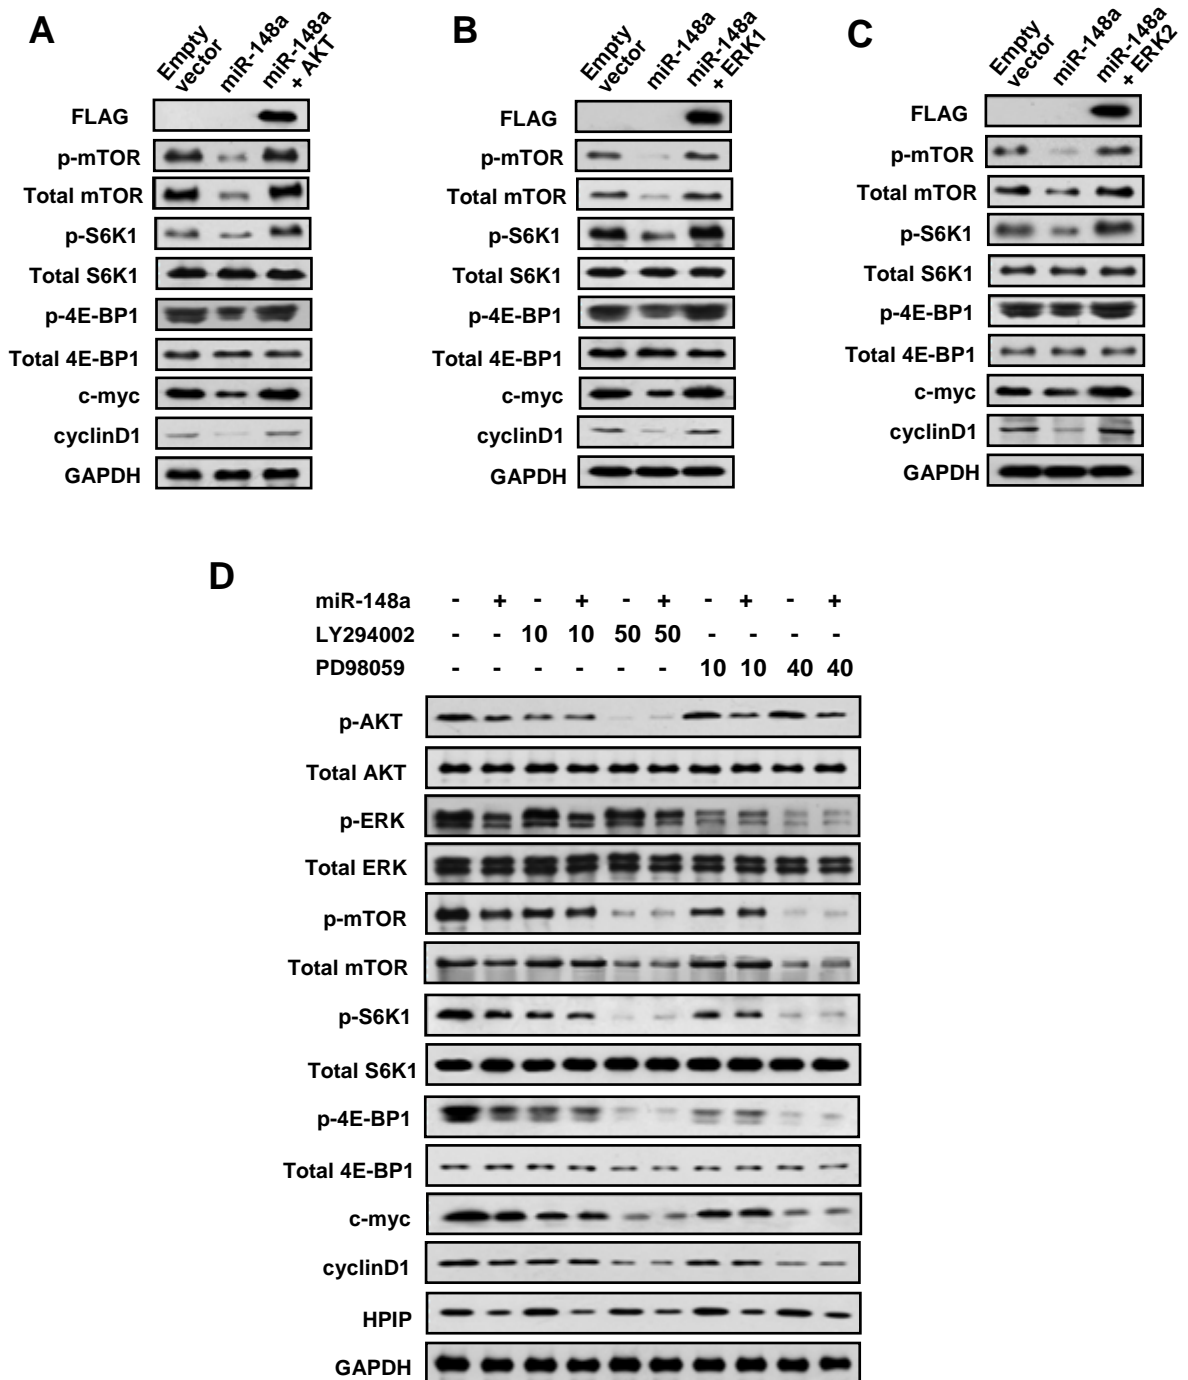 A
Empty vector
miR-148a
miR-148a + AKT
FLAG
p-mTOR
Total mTOR
p-S6K1
Total S6K1
p-4E-BP1
Total 4E-BP1
c-myc
cyclinD1
GAPDH
B
Empty vector
miR-148a
miR-148a + ERK1
FLAG
p-mTOR
Total mTOR
p-S6K1
Total S6K1
p-4E-BP1
Total 4E-BP1
c-myc
cyclinD1
GAPDH
C
Empty vector
miR-148a
miR-148a + ERK2
FLAG
p-mTOR
Total mTOR
p-S6K1
Total S6K1
p-4E-BP1
Total 4E-BP1
c-myc
cyclinD1
GAPDH
D
miR-148a - + - + - + - + - +
LY294002 - - 10 10 50 50 - - - -
PD98059 - - - - - - 10 10 40 40
p-AKT
Total AKT
p-ERK
Total ERK
p-mTOR
Total mTOR
p-S6K1
Total S6K1
p-4E-BP1
Total 4E-BP1
c-myc
cyclinD1
HPIP
GAPDH